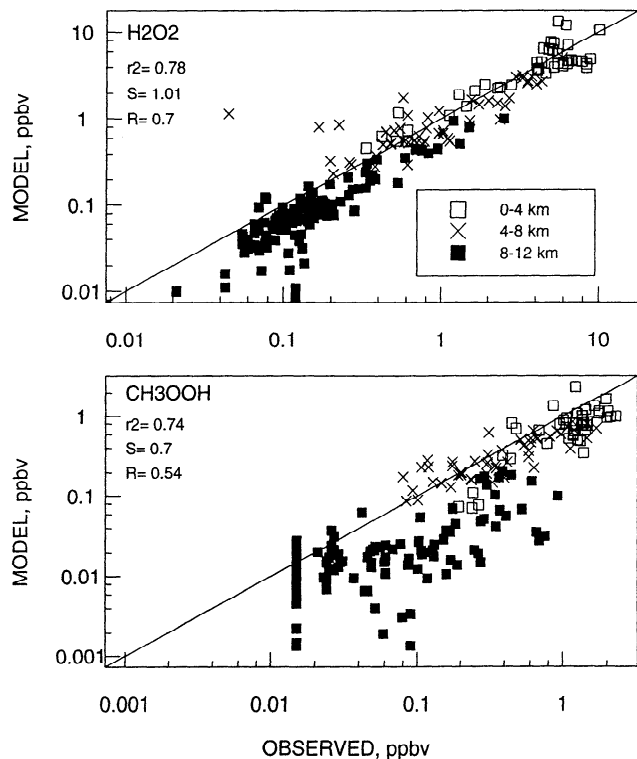 H2O2
r2= 0.78
S= 1.01
R= 0.7
MODEL, ppbv
10
1
0.1
0.01
0-4 km
4-8 km
8-12 km
0.01 0.1 1 10
CH3OOH
r2= 0.74
S= 0.7
R= 0.54
MODEL, ppbv
1
0.1
0.01
0.001
0.001 0.01 0.1 1
OBSERVED, ppbv